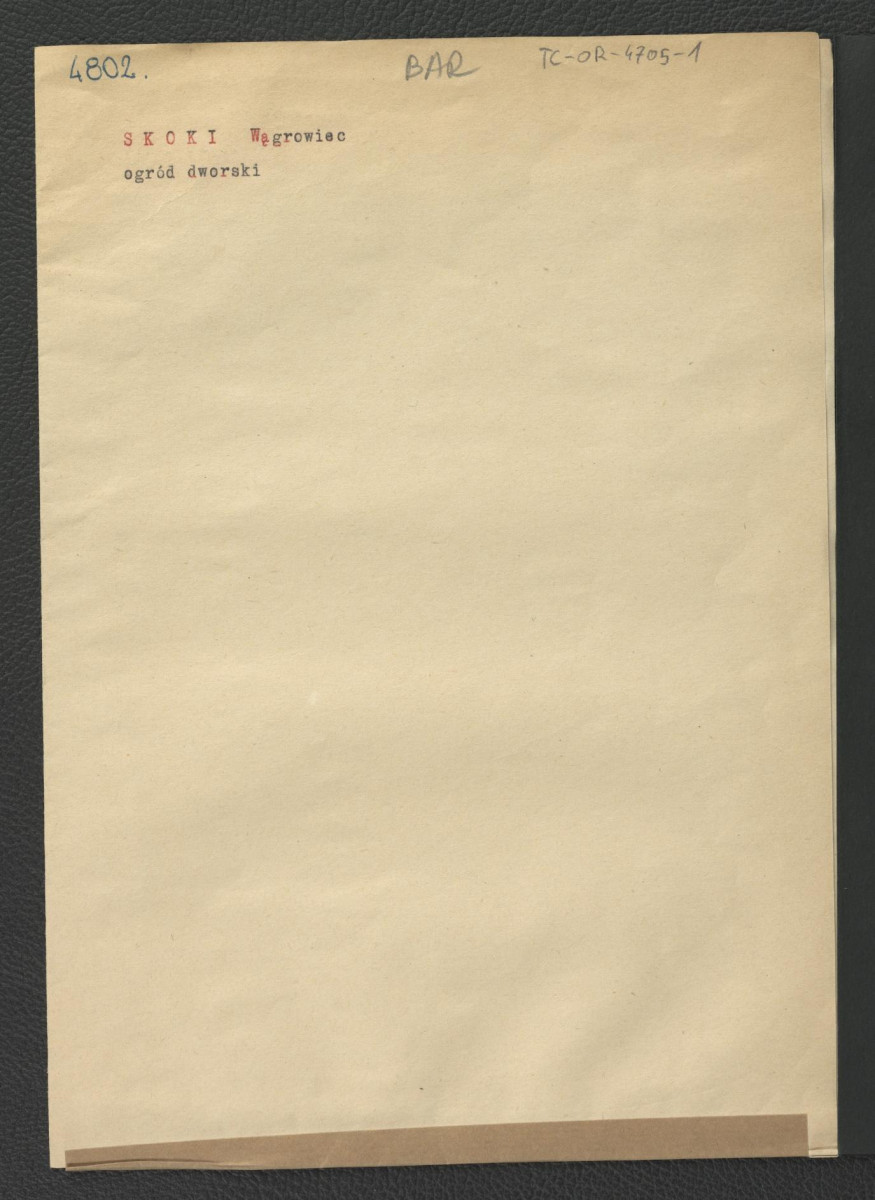 4802. BAR TC-OR-4705-1
SKOKI Wągrowiec
ogród dworski